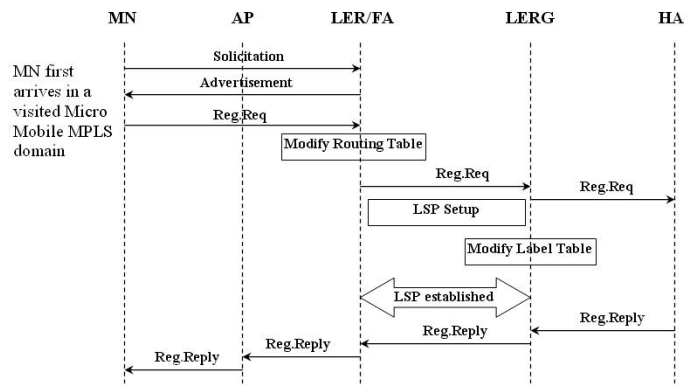 MN AP LER/FA LERG HA
Solicitation
MN first
arrives in a
visited Micro
Mobile MPLS
domain
Advertisement
Reg.Req
Modify Routing Table
Reg.Req
Reg.Req
LSP Setup
Modify Label Table
LSP established
Reg.Reply
Reg.Reply
Reg.Reply
Reg.Reply